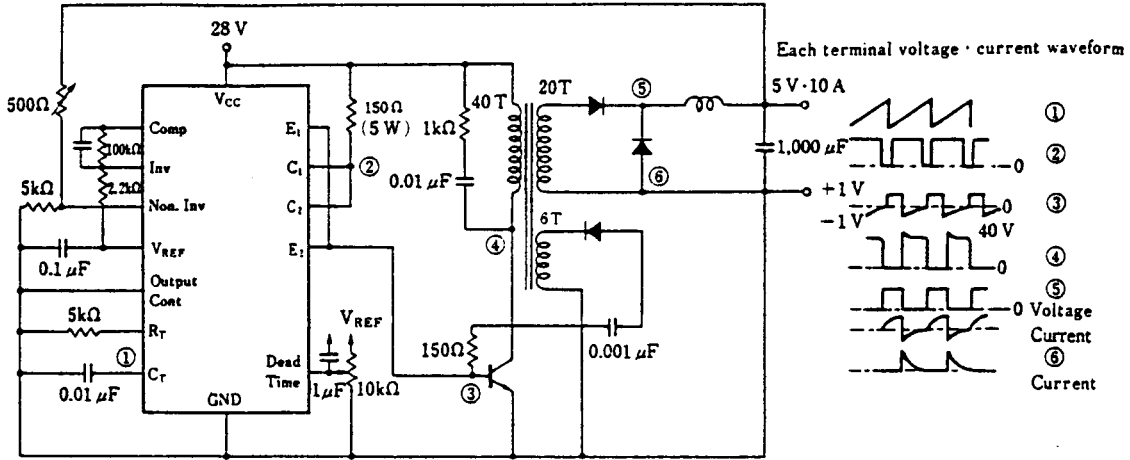 28 V
Each terminal voltage · current waveform
500Ω
VCC
Comp
100kΩ
Inv
2.2kΩ
5kΩ
Non. Inv
VREF
0.1 μF
Output
Cont
5kΩ
RT
①
CT
0.01 μF
GND
E1
C1
C2
E2
Dead
Time
150Ω
(5 W)
②
1kΩ
0.01 μF
40 T
20T
④
6T
⑤
⑥
5 V · 10 A
1,000 μF
VREF
1μF
10kΩ
150Ω
③
0.001 μF
①
0
②
+1 V
−1 V
0
③
40 V
0
④
⑤
0
Voltage
Current
⑥
Current